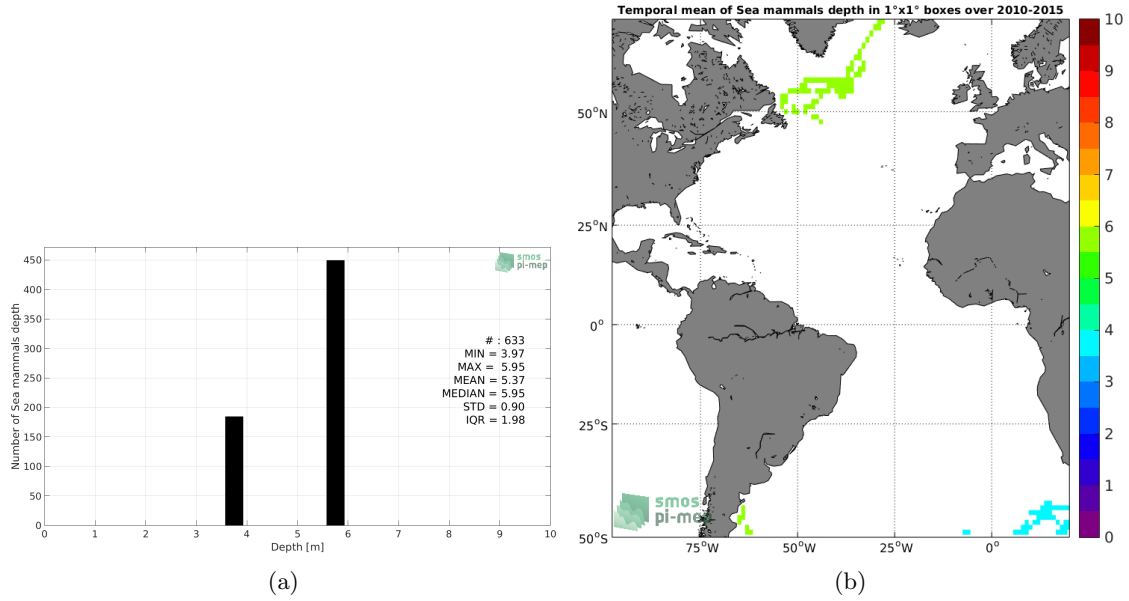 Temporal mean of Sea mammals depth in 1°x1° boxes over 2010-2015
Number of Sea mammals depth
450
400
350
300
250
200
150
100
50
0
0 1 2 3 4 5 6 7 8 9 10
Depth [m]
smos
pi-mep
# : 633
MIN = 3.97
MAX = 5.95
MEAN = 5.37
MEDIAN = 5.95
STD = 0.90
IQR = 1.98
(a)
50°N
25°N
0°
25°S
50°S
75°W 50°W 25°W 0°
smos
pi-mep
10
9
8
7
6
5
4
3
2
1
0
(b)